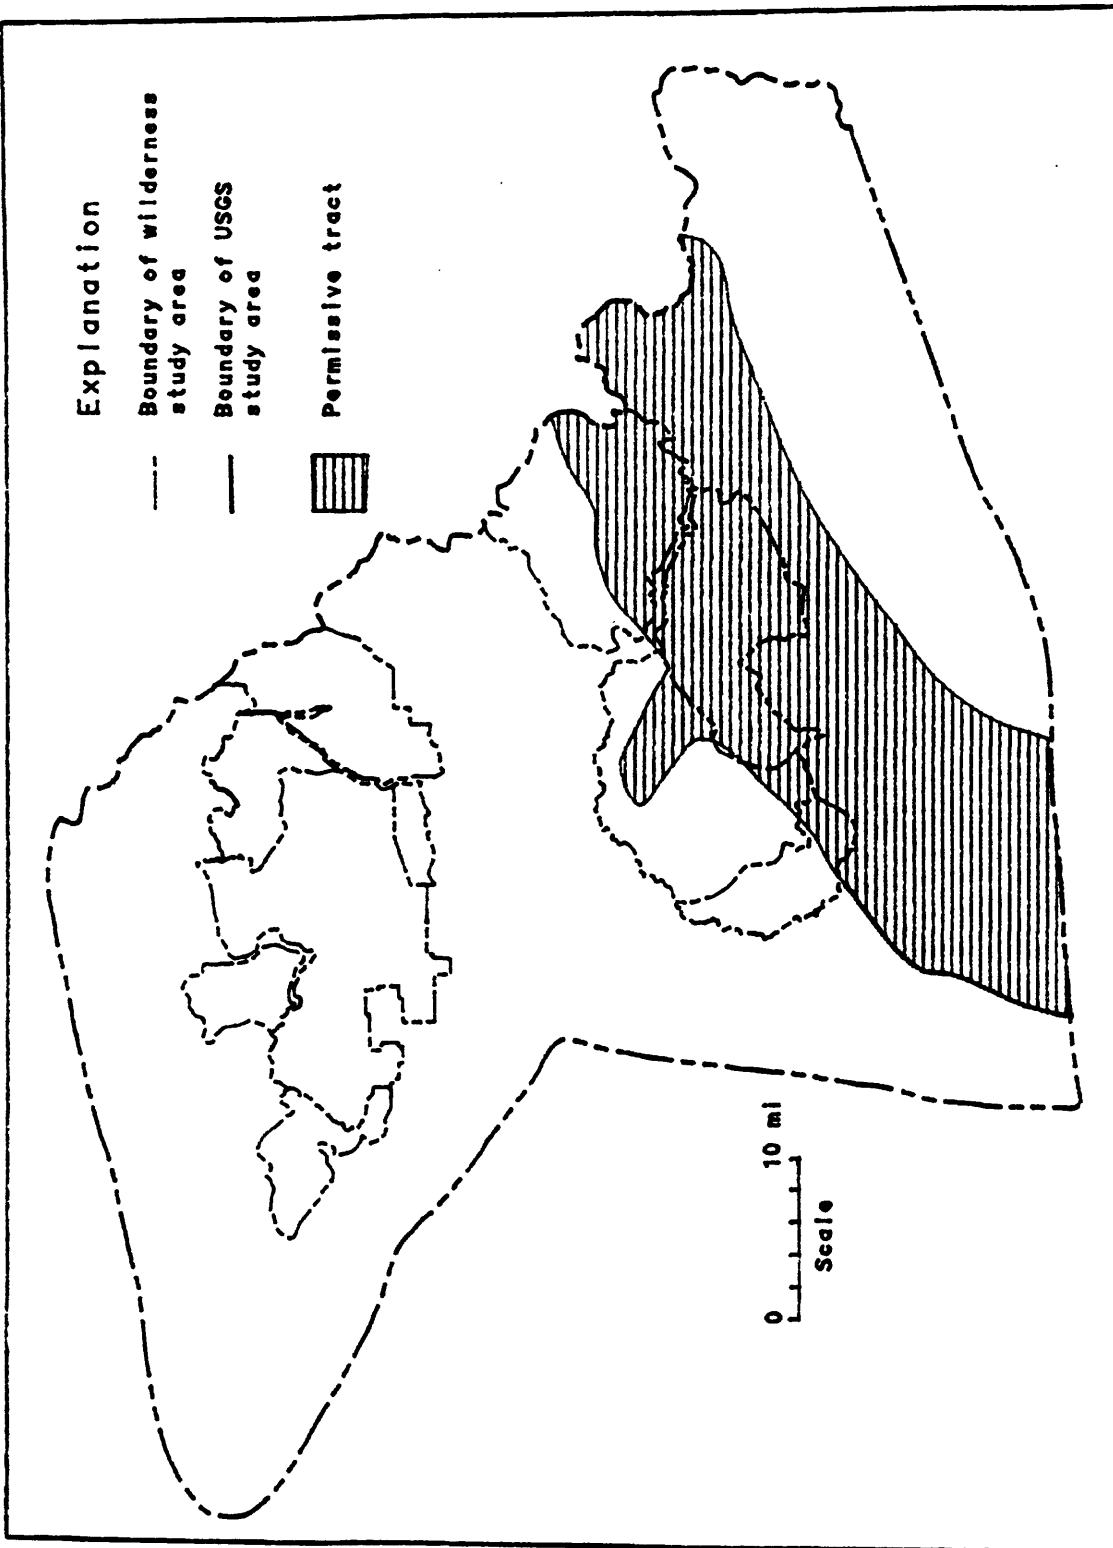 Explanation
Boundary of wilderness
study area
Boundary of USGS
study area
Permissive tract
0 10 mi
Scale